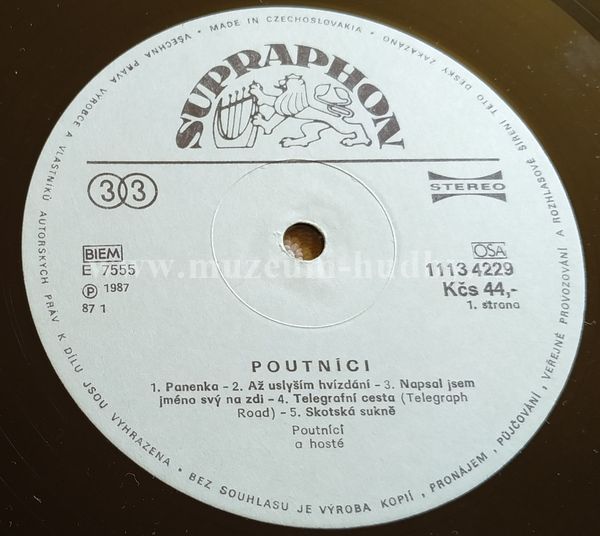 VŠECHNA PRÁVA VÝROBCE A VLASTNÍKŮ AUTORSKÝCH PRÁV K DÍLU JSOU VYHRAZENA • BEZ SOUHLASU JE VÝROBA KOPIÍ, PRONÁJEM, PŮJČOVÁNÍ, VEŘEJNÉ PROVOZOVÁNÍ A ROZHLASOVÉ ŠÍŘENÍ TÉTO DESKY ZAKÁZÁNO • MADE IN CZECHOSLOVAKIA •
SUPRAPHON
33
STEREO
BIEM
E 7555
Ⓟ 1987
87 1
OSA
1113 4229
Kčs 44,-
1. strana
www.muzeum-hudby
POUTNÍCI
1. Panenka – 2. Až uslyším hvízdání – 3. Napsal jsem
jméno svý na zdi – 4. Telegrafní cesta (Telegraph
Road) – 5. Skotská sukně
Poutníci
a hosté